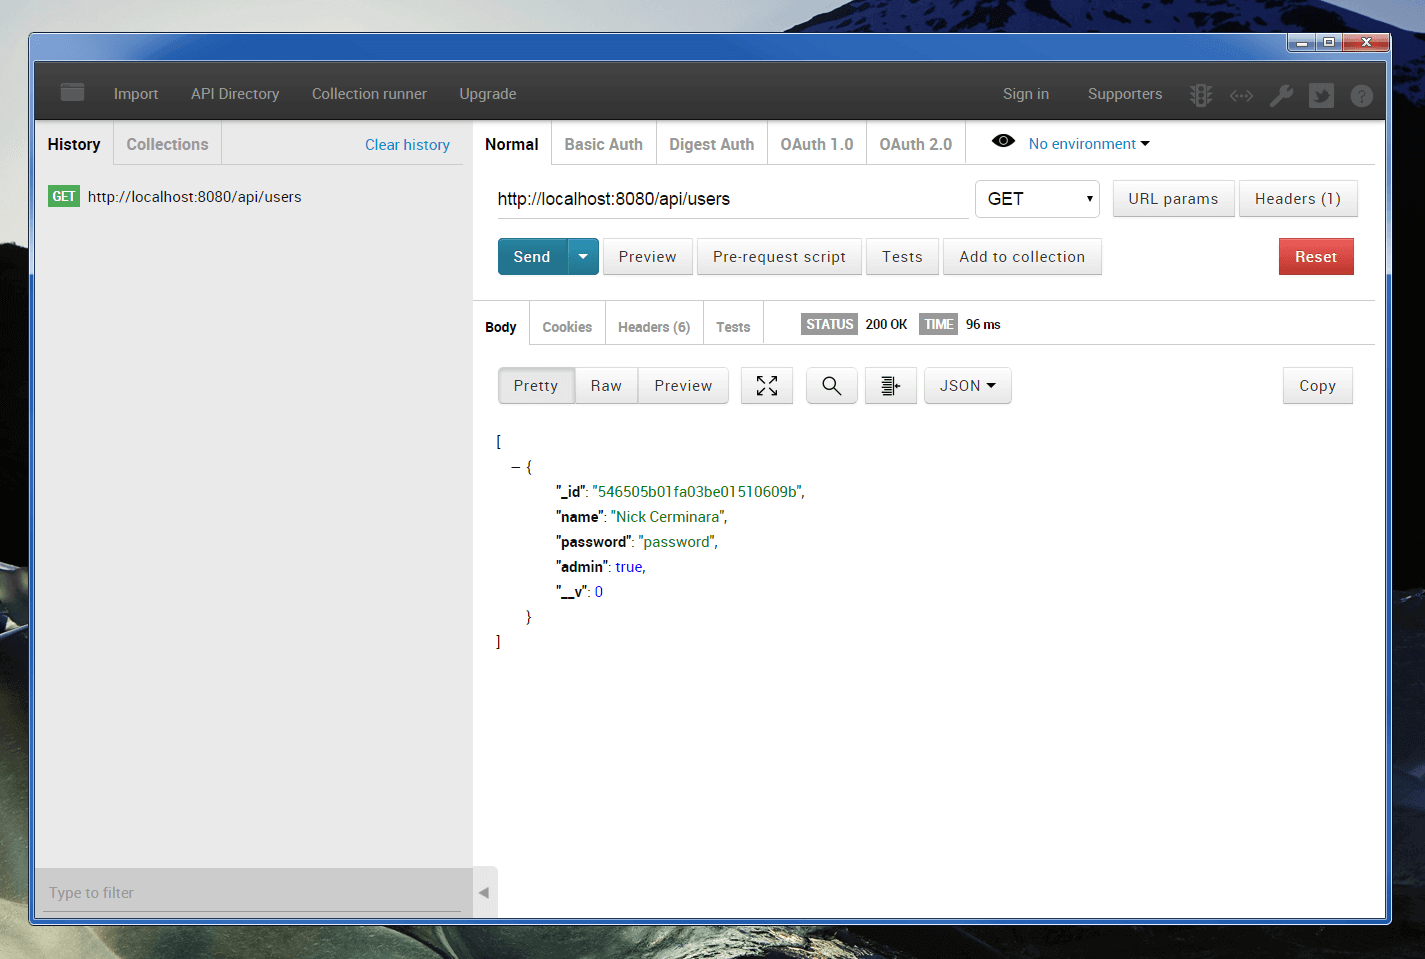 Import API Directory Collection runner Upgrade Sign in Supporters
History Collections Clear history
GET http://localhost:8080/api/users
Type to filter
Normal Basic Auth Digest Auth OAuth 1.0 OAuth 2.0 No environment
http://localhost:8080/api/users GET URL params Headers (1)
Send Preview Pre-request script Tests Add to collection Reset
Body Cookies Headers (6) Tests STATUS 200 OK TIME 96 ms
Pretty Raw Preview JSON Copy
[
– {
"_id": "546505b01fa03be01510609b",
"name": "Nick Cerminara",
"password": "password",
"admin": true,
"__v": 0
}
]